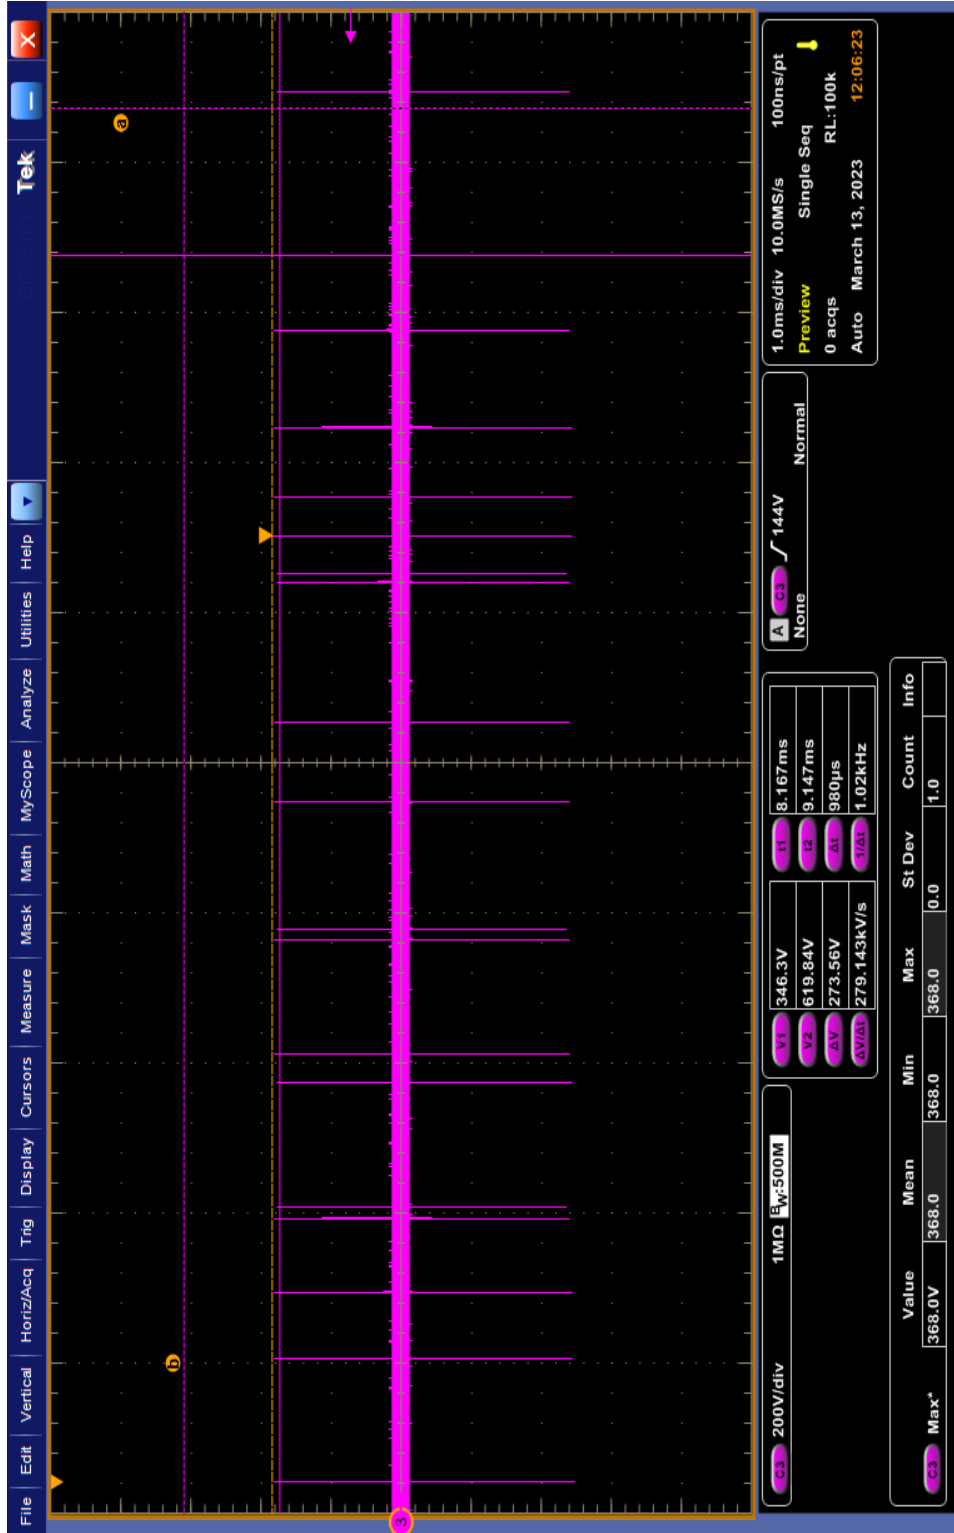 File Edit Vertical Horiz/Acq Trig Display Cursors Measure Mask Math MyScope Analyze Utilities Help Tek X
a
b
3
C3 200V/div 1MΩ BW:500M
V1 346.3V
V2 619.84V
ΔV 273.56V
ΔV/Δt 279.143kV/s
t1 8.167ms
t2 9.147ms
Δt 980µs
1/Δt 1.02kHz
A C3 144V
None Normal
1.0ms/div 10.0MS/s 100ns/pt
Preview Single Seq
0 acqs RL:100k
Auto March 13, 2023 12:06:23
Value Mean Min Max St Dev Count Info
C3 Max* 368.0V 368.0 368.0 368.0 0.0 1.0